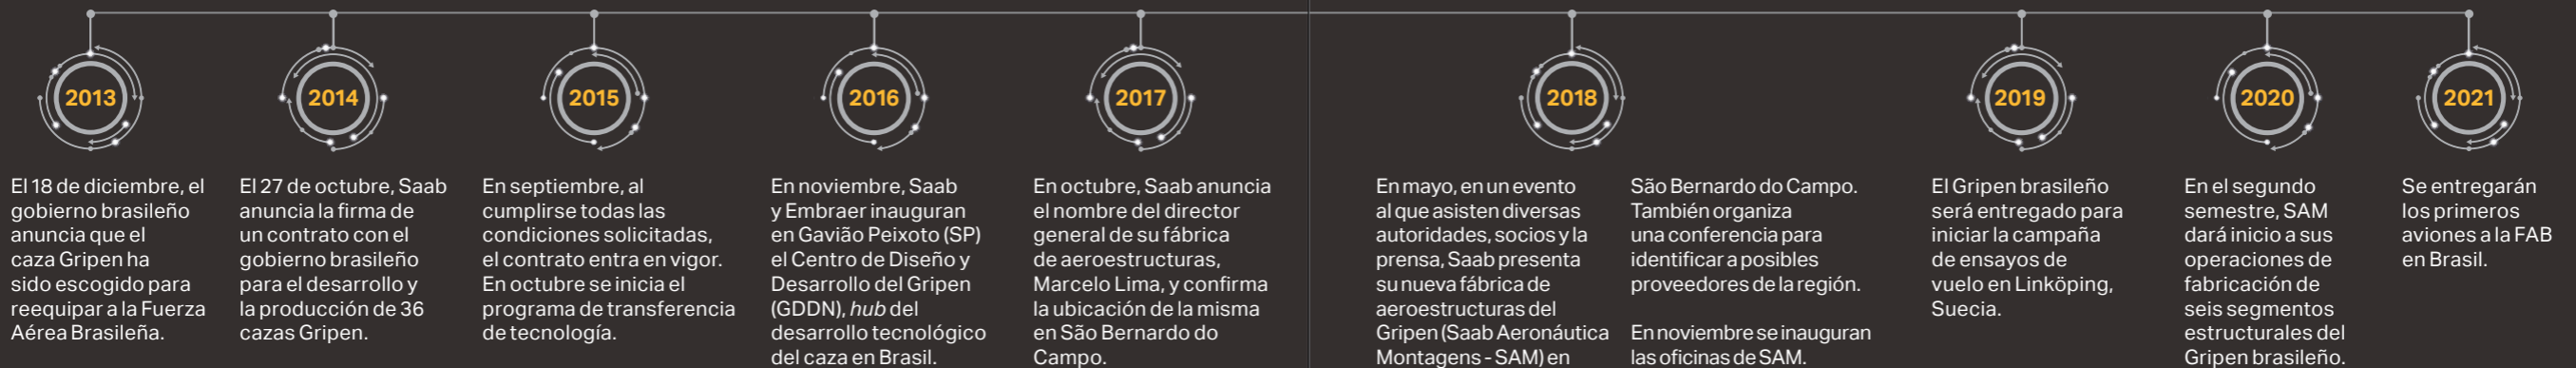 2013
El 18 de diciembre, el
gobierno brasileño
anuncia que el
caza Gripen ha
sido escogido para
reequipar a la Fuerza
Aérea Brasileña.
2014
El 27 de octubre, Saab
anuncia la firma de
un contrato con el
gobierno brasileño
para el desarrollo y
la producción de 36
cazas Gripen.
2015
En septiembre, al
cumplirse todas las
condiciones solicitadas,
el contrato entra en vigor.
En octubre se inicia el
programa de transferencia
de tecnología.
2016
En noviembre, Saab
y Embraer inauguran
en Gavião Peixoto (SP)
el Centro de Diseño y
Desarrollo del Gripen
(GDDN), hub del
desarrollo tecnológico
del caza en Brasil.
2017
En octubre, Saab anuncia
el nombre del director
general de su fábrica
de aeroestructuras,
Marcelo Lima, y confirma
la ubicación de la misma
en São Bernardo do
Campo.
2018
En mayo, en un evento
al que asisten diversas
autoridades, socios y la
prensa, Saab presenta
su nueva fábrica de
aeroestructuras del
Gripen (Saab Aeronáutica
Montagens - SAM) en
São Bernardo do Campo.
También organiza
una conferencia para
identificar a posibles
proveedores de la región.
En noviembre se inauguran
las oficinas de SAM.
2019
El Gripen brasileño
será entregado para
iniciar la campaña
de ensayos de
vuelo en Linköping,
Suecia.
2020
En el segundo
semestre, SAM
dará inicio a sus
operaciones de
fabricación de
seis segmentos
estructurales del
Gripen brasileño.
2021
Se entregarán
los primeros
aviones a la FAB
en Brasil.